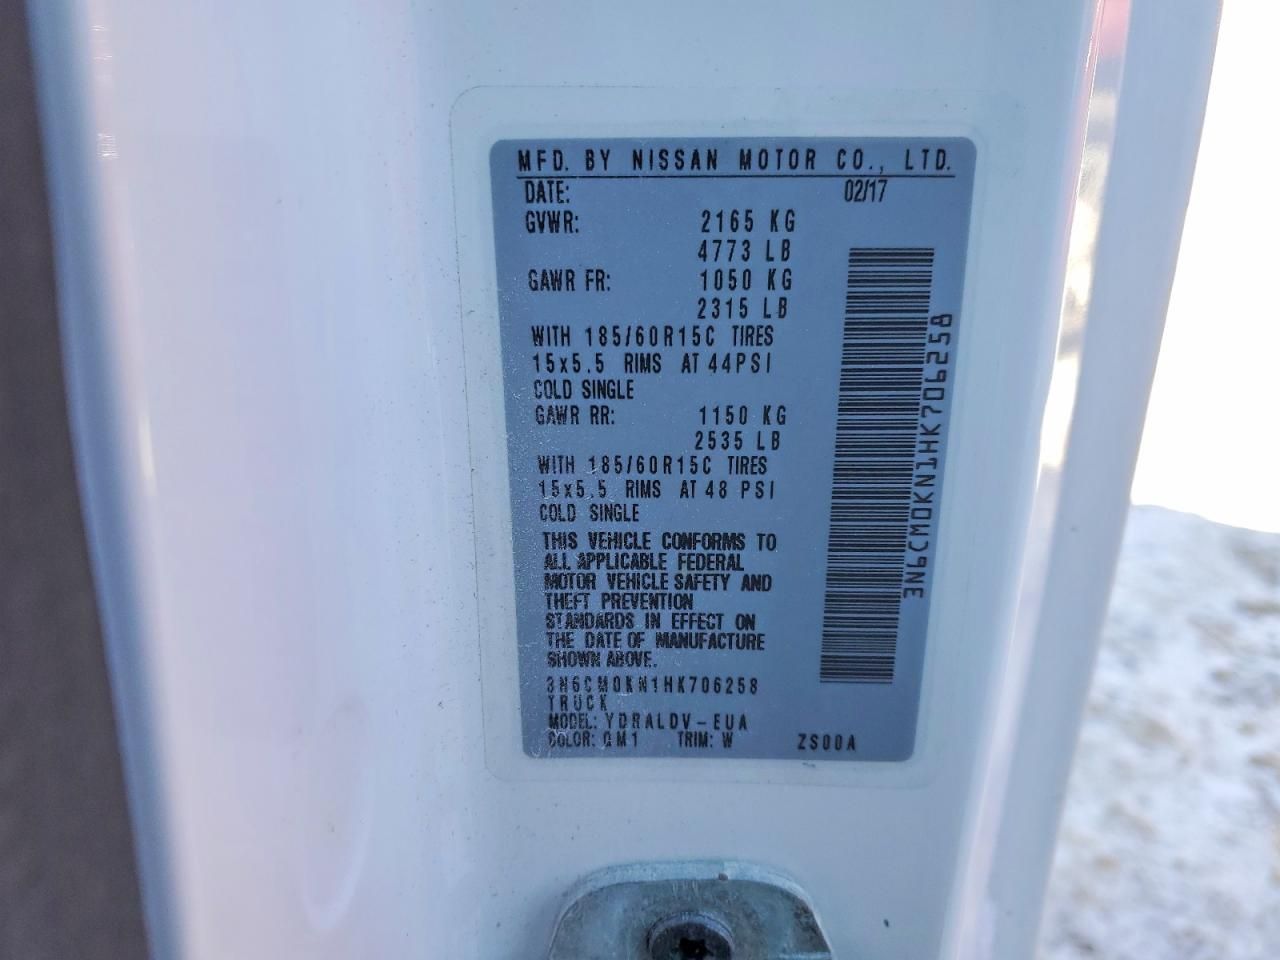 MFD. BY NISSAN MOTOR CO., LTD.
DATE: 02/17
GVWR: 2165 KG
4773 LB
GAWR FR: 1050 KG
2315 LB
WITH 185/60R15C TIRES
15x5.5 RIMS AT 44PSI
COLD SINGLE
GAWR RR: 1150 KG
2535 LB
WITH 185/60R15C TIRES
15x5.5 RIMS AT 48 PSI
COLD SINGLE
THIS VEHICLE CONFORMS TO
ALL APPLICABLE FEDERAL
MOTOR VEHICLE SAFETY AND
THEFT PREVENTION
STANDARDS IN EFFECT ON
THE DATE OF MANUFACTURE
SHOWN ABOVE.
3N6CM0KN1HK706258
TRUCK
MODEL: YDRALDV-EUA
COLOR: QM1 TRIM: W ZS00A
3N6CM0KN1HK706258